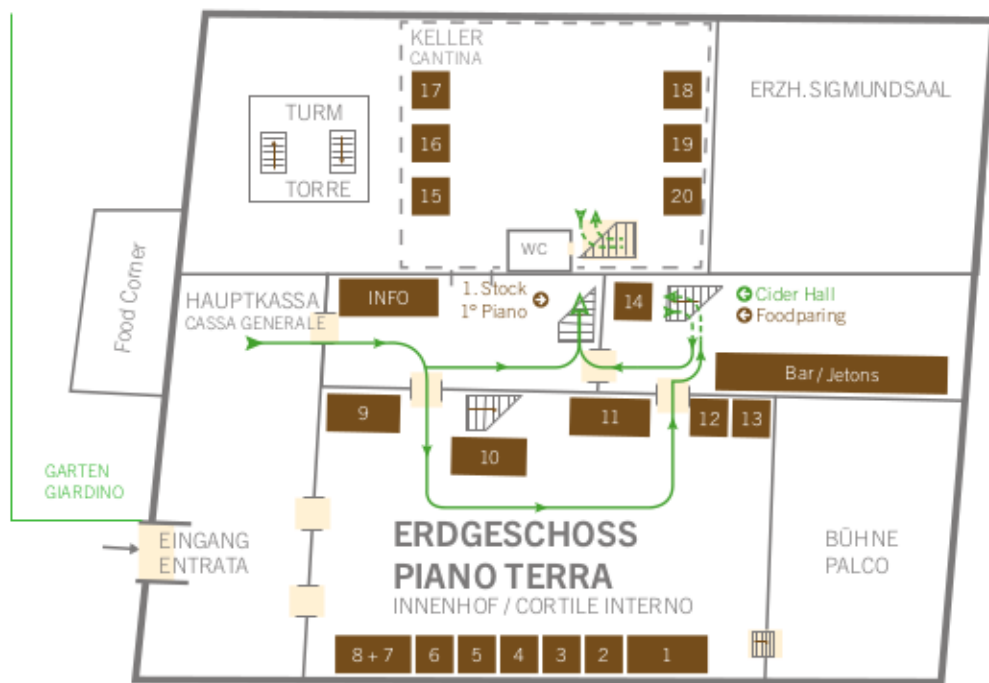 KELLER
CANTINA
17
18
ERZH. SIGMUNDSAAL
TURM
16
19
TORRE
15
20
WC
Food Corner
HAUPTKASSA
CASSA GENERALE
INFO
1. Stock
1° Piano
14
Cider Hall
Foodparing
Bar/Jetons
9
11
12
13
10
GARTEN
GIARDINO
EINGANG
ENTRATA
ERDGESCHOSS
PIANO TERRA
INNENHOF / CORTILE INTERNO
BÜHNE
PALCO
8 + 7
6
5
4
3
2
1